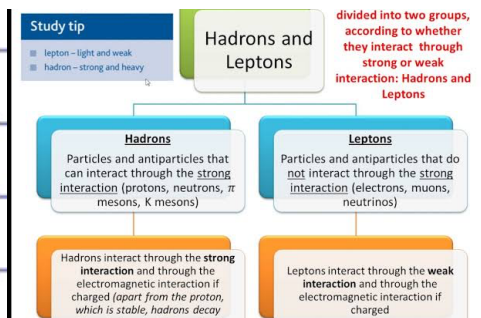 Study tip
lepton – light and weak
hadron – strong and heavy
Hadrons and
Leptons
divided into two groups,
according to whether
they interact through
strong or weak
interaction: Hadrons and
Leptons
Hadrons
Particles and antiparticles that
can interact through the strong
interaction (protons, neutrons, π
mesons, K mesons)
Leptons
Particles and antiparticles that do
not interact through the strong
interaction (electrons, muons,
neutrinos)
Hadrons interact through the strong
interaction and through the
electromagnetic interaction if
charged (apart from the proton,
which is stable, hadrons decay
Leptons interact through the weak
interaction and through the
electromagnetic interaction if
charged